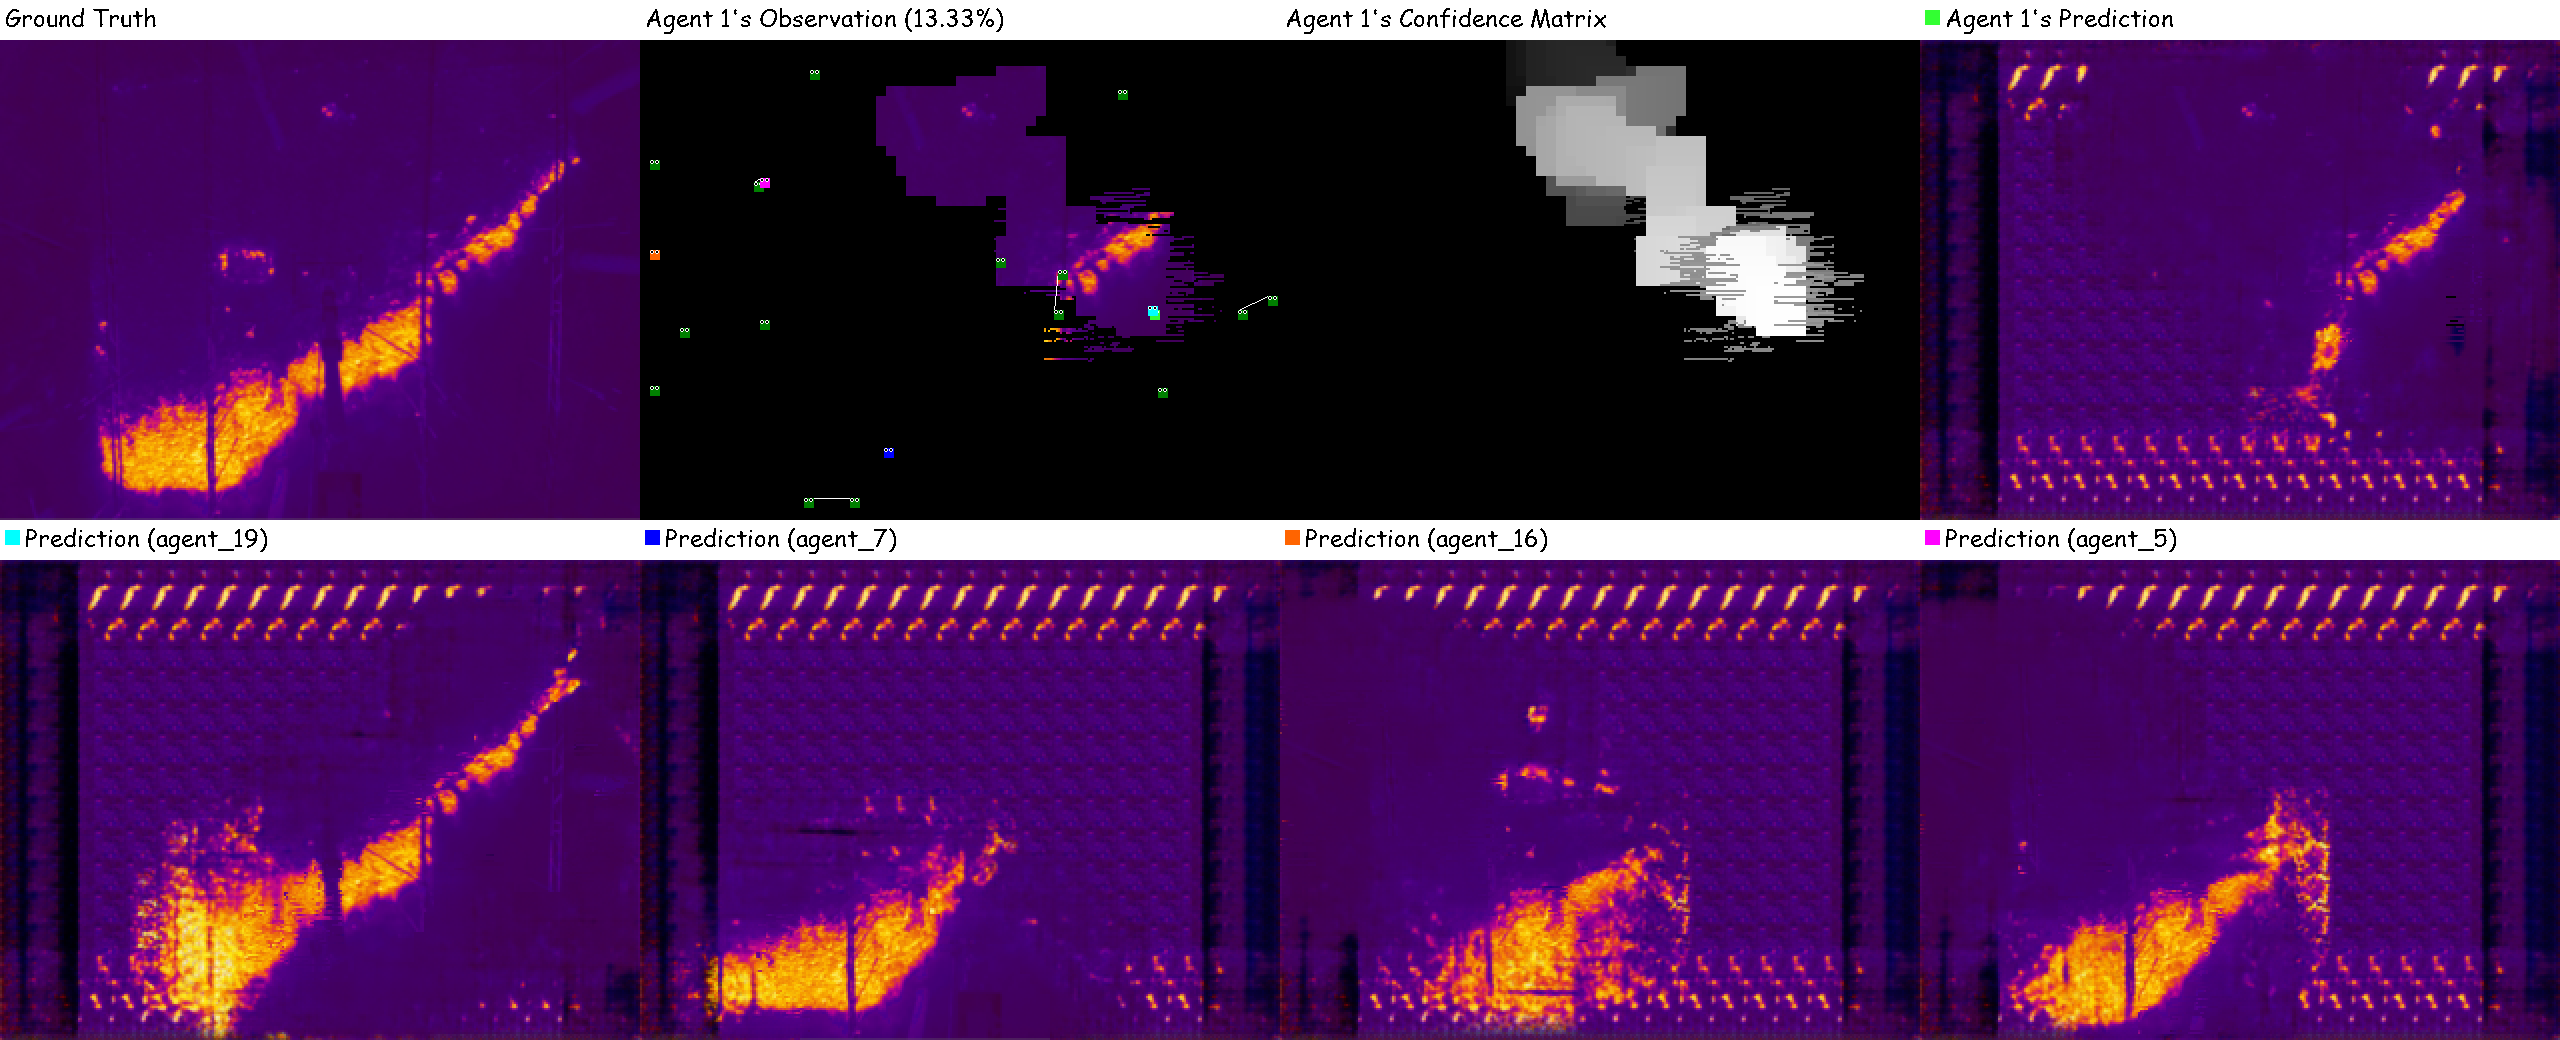 Ground Truth
Agent 1's Observation (13.33%)
Agent 1's Confidence Matrix
Agent 1's Prediction
Prediction (agent_19)
Prediction (agent_7)
Prediction (agent_16)
Prediction (agent_5)